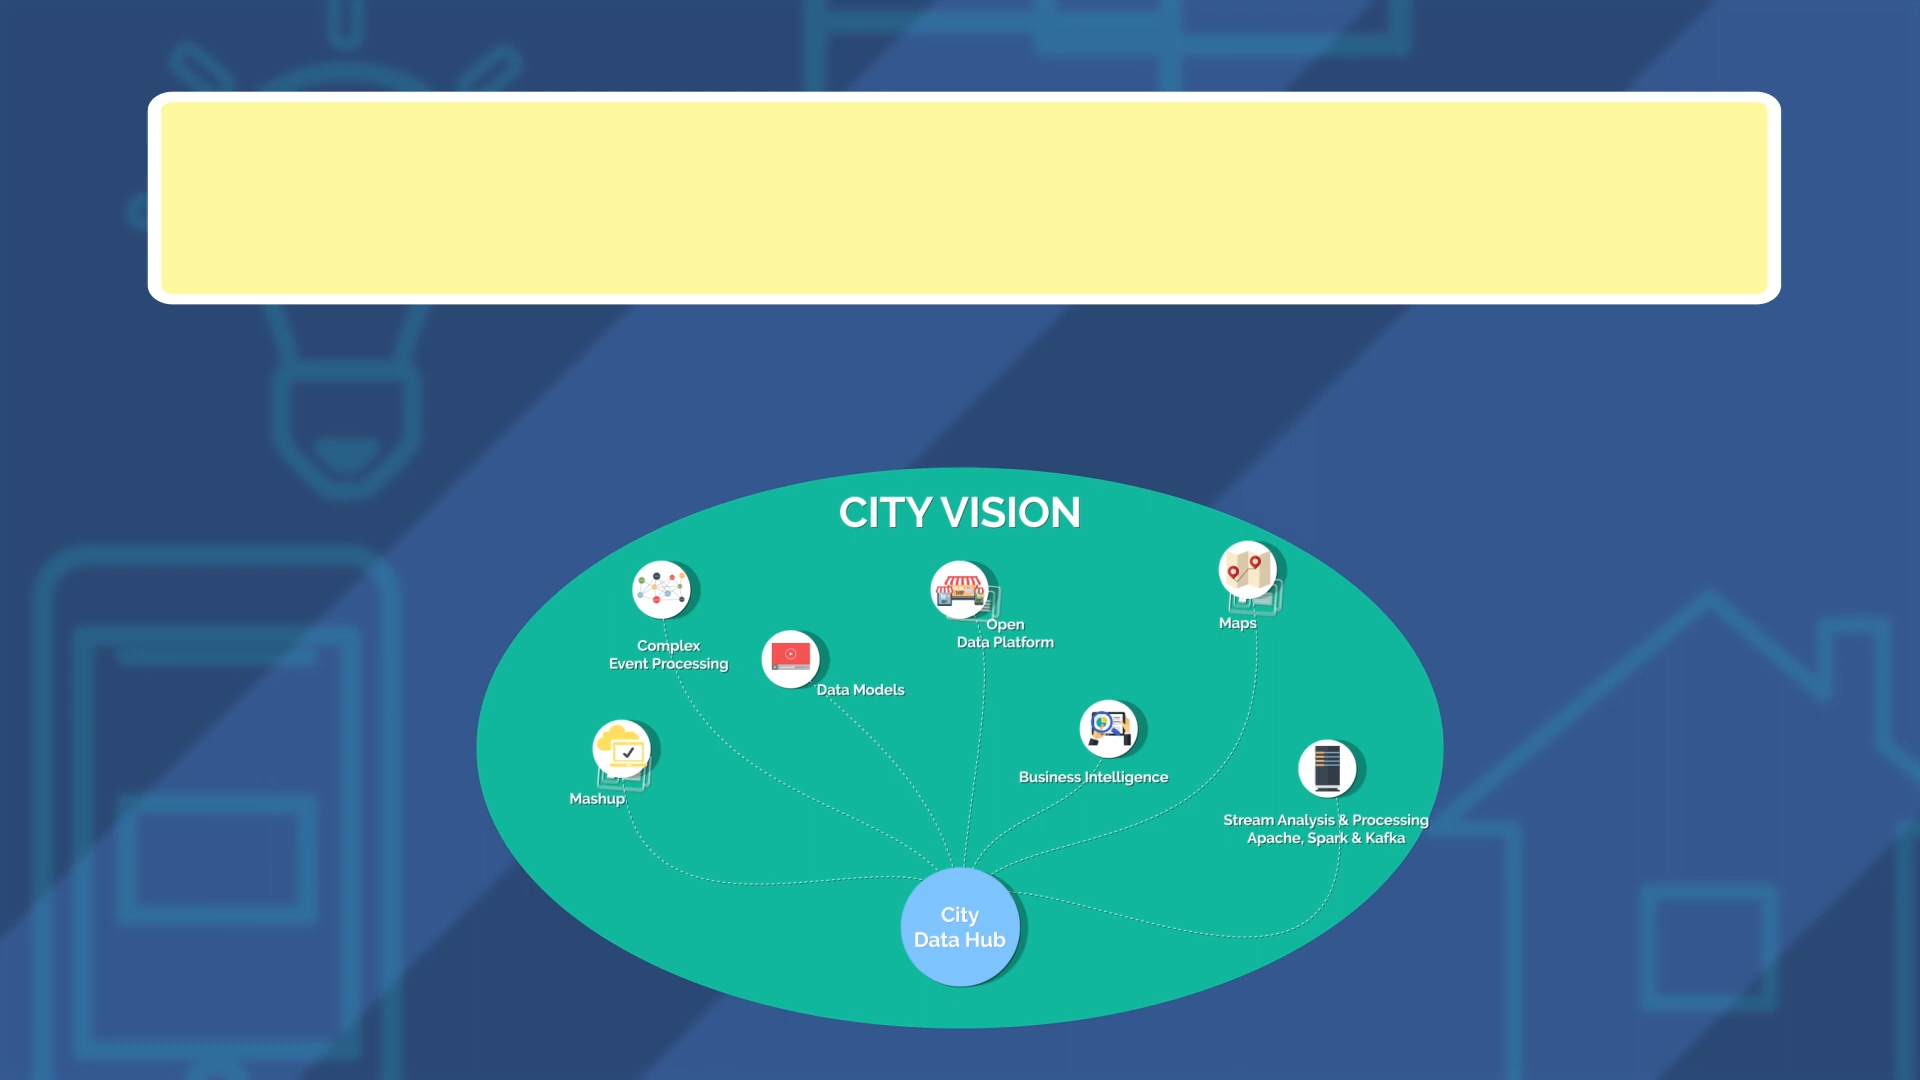 CITY VISION
Complex
Event Processing
Open
Data Platform
Maps
Data Models
Mashup
Business Intelligence
Stream Analysis & Processing
Apache, Spark & Kafka
City
Data Hub